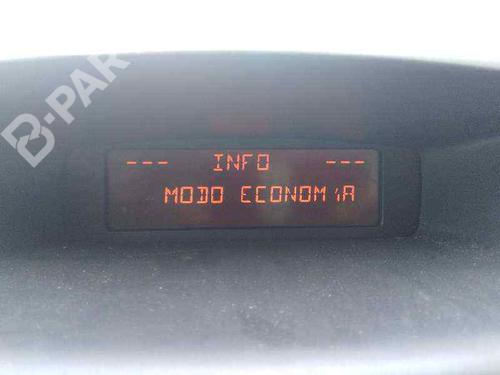 B-PAR
--- INFO ---
MODO ECONOMiA